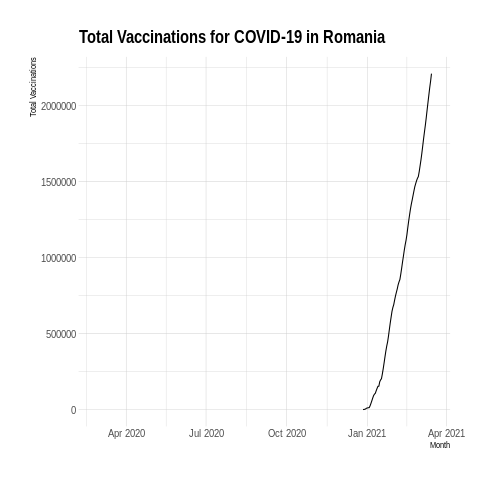 Total Vaccinations for COVID-19 in Romania
Total Vaccinations
2000000
1500000
1000000
500000
0
Apr 2020 Jul 2020 Oct 2020 Jan 2021 Apr 2021
Month